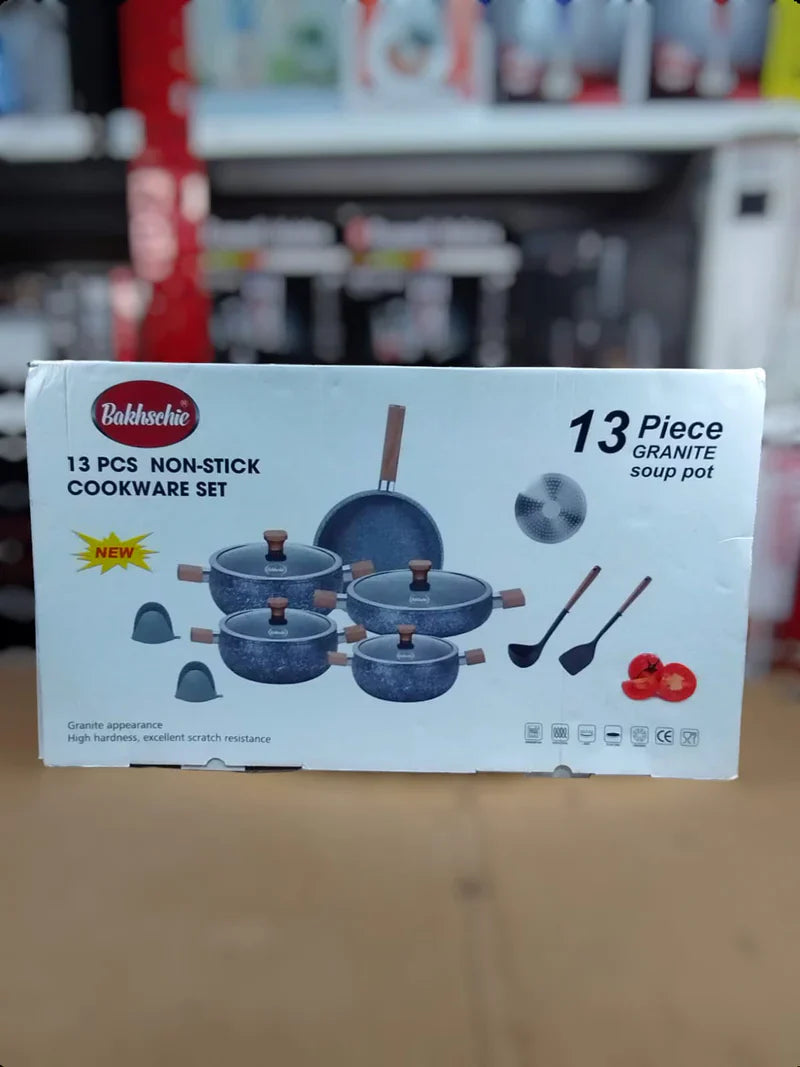 Bakhschie®
13 PCS NON-STICK
COOKWARE SET
13 Piece
GRANITE
soup pot
NEW
Granite appearance
High hardness, excellent scratch resistance
CE